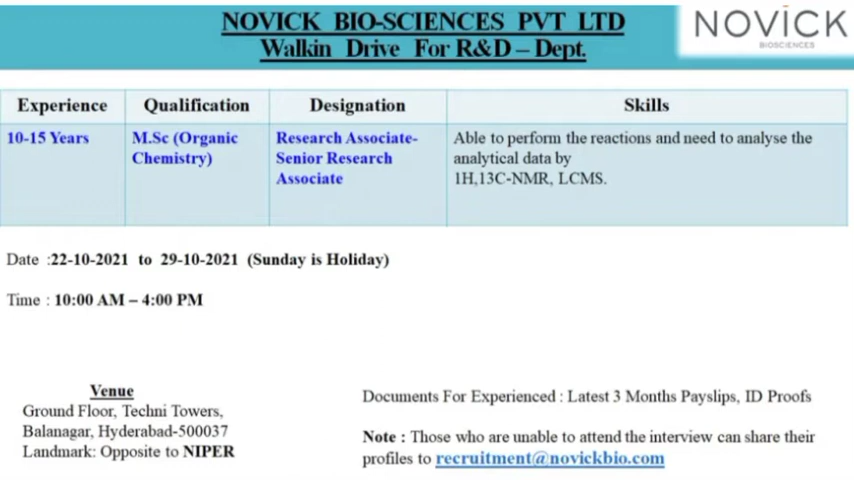 NOVICK BIO-SCIENCES PVT LTD
Walkin Drive For R&D – Dept.
NOVICK
BIOSCIENCES
Experience Qualification Designation Skills
10-15 Years M.Sc (Organic Research Associate- Able to perform the reactions and need to analyse the
Chemistry) Senior Research analytical data by
Associate 1H,13C-NMR, LCMS.
Date :22-10-2021 to 29-10-2021 (Sunday is Holiday)
Time : 10:00 AM – 4:00 PM
Venue
Ground Floor, Techni Towers,
Balanagar, Hyderabad-500037
Landmark: Opposite to NIPER
Documents For Experienced : Latest 3 Months Payslips, ID Proofs
Note : Those who are unable to attend the interview can share their
profiles to recruitment@novickbio.com